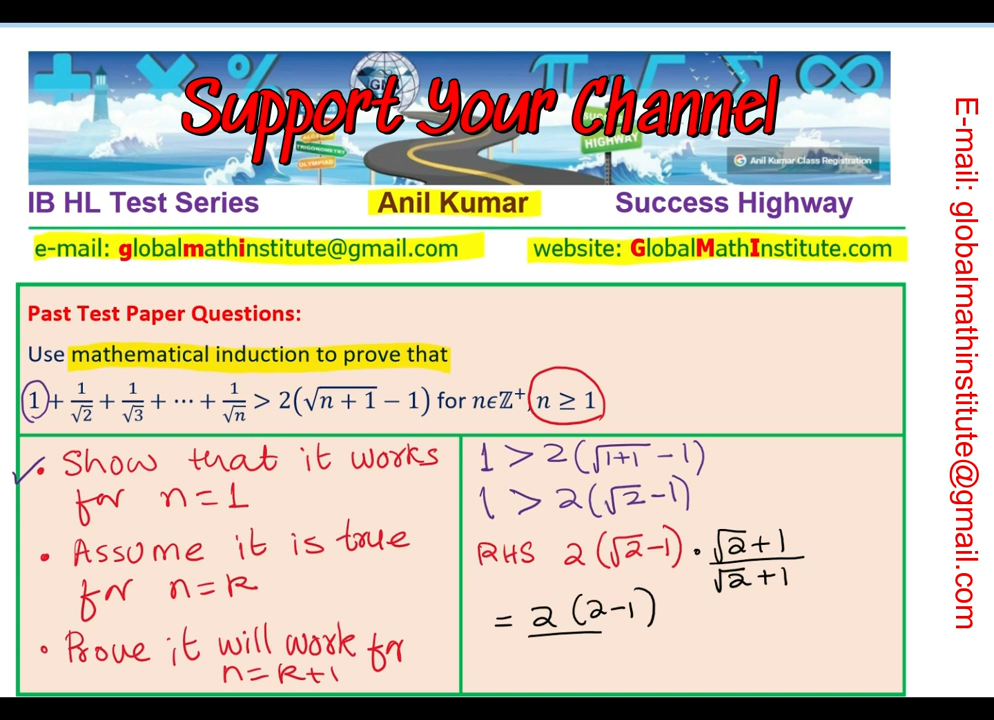 Support Your Channel
HIGHWAY
TRIGONOMETRY
OLYMPIAD
Anil Kumar Class Registration
IB HL Test Series Anil Kumar Success Highway
e-mail: globalmathinstitute@gmail.com website: GlobalMathInstitute.com
Past Test Paper Questions:
Use mathematical induction to prove that
1 + 1/√2 + 1/√3 + ⋯ + 1/√n > 2(√(n + 1) − 1) for nϵℤ⁺, n ≥ 1
✓• Show that it works
for n = 1
• Assume it is true
for n = k
• Prove it will work for
n = k+1
1 > 2(√(1+1) − 1)
1 > 2(√2 − 1)
RHS 2(√2 − 1) · (√2 + 1)/(√2 + 1)
= 2(2−1)
E-mail: globalmathinstitute@gmail.com